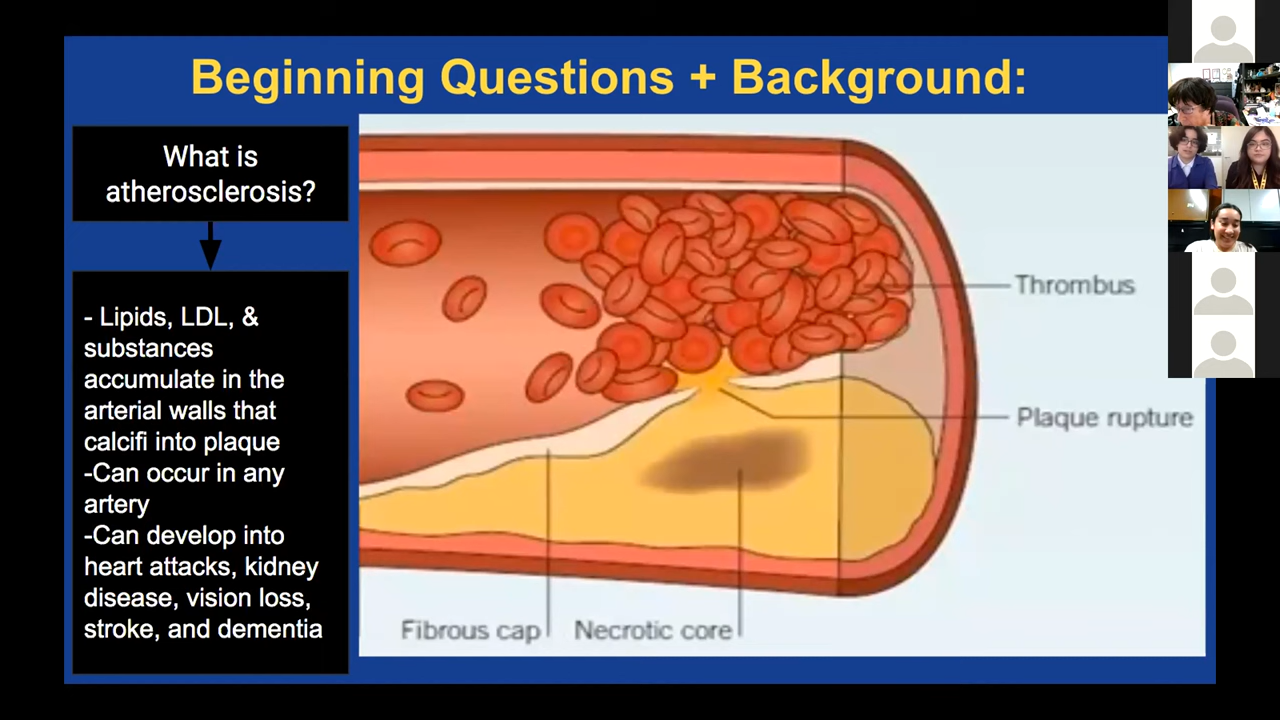 Beginning Questions + Background:
What is
atherosclerosis?
- Lipids, LDL, &
substances
accumulate in the
arterial walls that
calcifi into plaque
-Can occur in any
artery
-Can develop into
heart attacks, kidney
disease, vision loss,
stroke, and dementia
Thrombus
Plaque rupture
Fibrous cap
Necrotic core